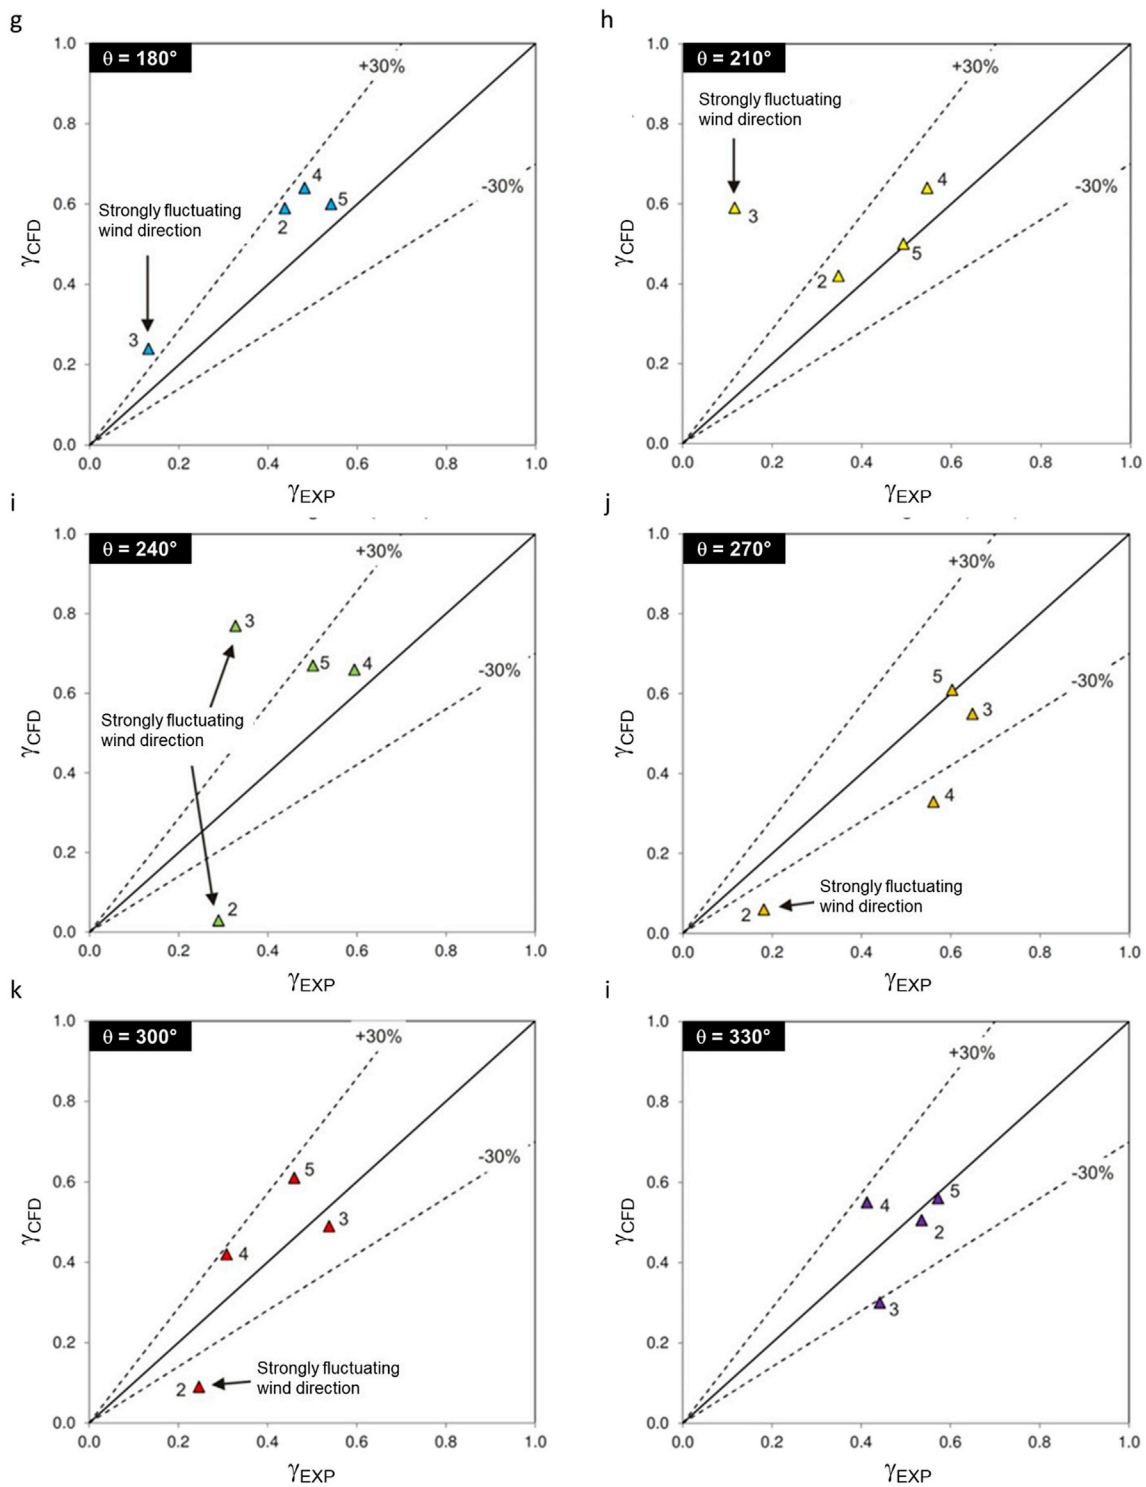 g
θ = 180°
+30%
-30%
Strongly fluctuating
wind direction
4
5
2
3
1.0
0.8
0.6
0.4
0.2
0.0
0.0 0.2 0.4 0.6 0.8 1.0
γCFD
γEXP
h
θ = 210°
+30%
-30%
Strongly fluctuating
wind direction
4
3
5
2
1.0
0.8
0.6
0.4
0.2
0.0
0.0 0.2 0.4 0.6 0.8 1.0
γCFD
γEXP
i
θ = 240°
+30%
-30%
3
5
4
Strongly fluctuating
wind direction
2
1.0
0.8
0.6
0.4
0.2
0.0
0.0 0.2 0.4 0.6 0.8 1.0
γCFD
γEXP
j
θ = 270°
+30%
-30%
5
3
4
Strongly fluctuating
wind direction
2
1.0
0.8
0.6
0.4
0.2
0.0
0.0 0.2 0.4 0.6 0.8 1.0
γCFD
γEXP
k
θ = 300°
+30%
-30%
5
3
4
Strongly fluctuating
wind direction
2
1.0
0.8
0.6
0.4
0.2
0.0
0.0 0.2 0.4 0.6 0.8 1.0
γCFD
γEXP
i
θ = 330°
+30%
-30%
5
4
2
3
1.0
0.8
0.6
0.4
0.2
0.0
0.0 0.2 0.4 0.6 0.8 1.0
γCFD
γEXP